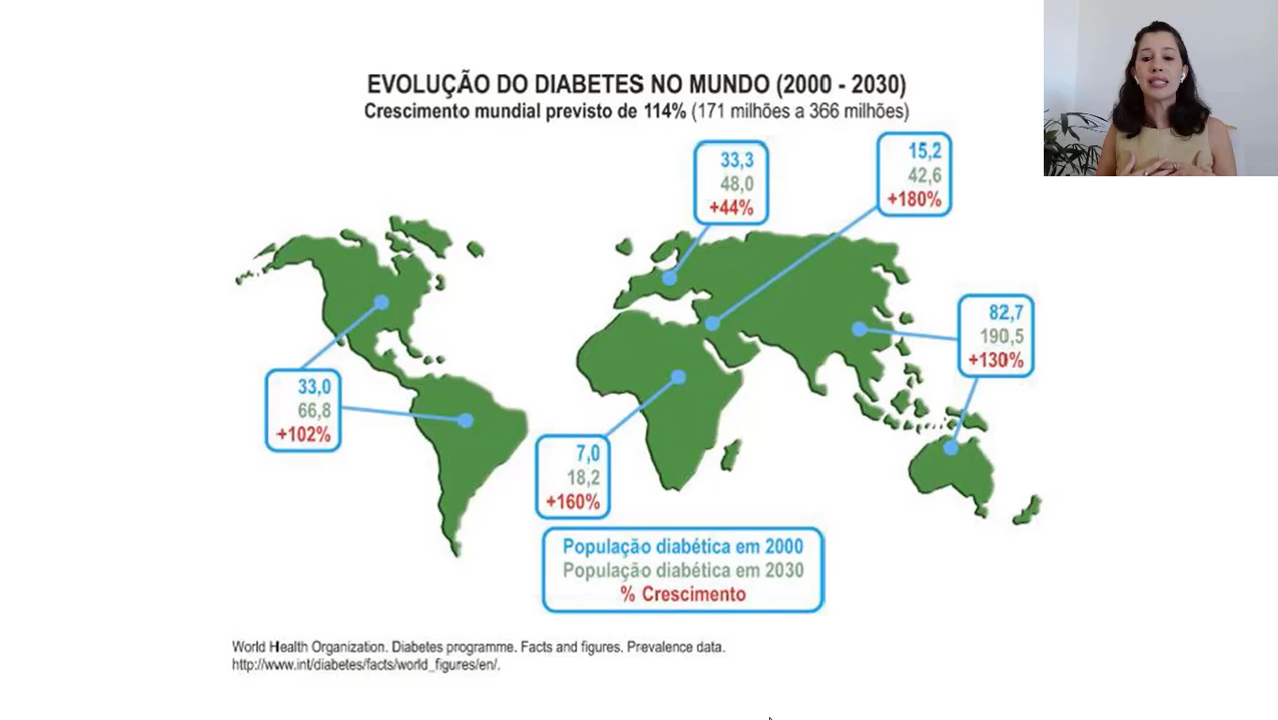 EVOLUÇÃO DO DIABETES NO MUNDO (2000 - 2030)
Crescimento mundial previsto de 114% (171 milhões a 366 milhões)
33,3
48,0
+44%
15,2
42,6
+180%
82,7
190,5
+130%
33,0
66,8
+102%
7,0
18,2
+160%
População diabética em 2000
População diabética em 2030
% Crescimento
World Health Organization. Diabetes programme. Facts and figures. Prevalence data.
http://www.int/diabetes/facts/world_figures/en/.